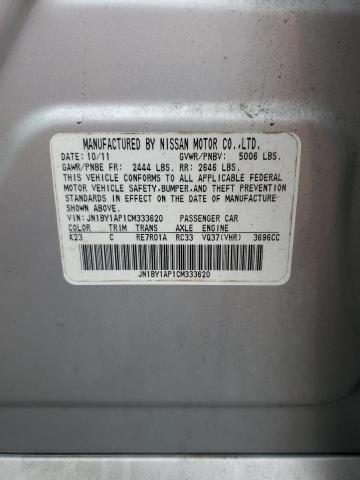 MANUFACTURED BY NISSAN MOTOR CO.,LTD.
DATE: 10/11 GVWR/PNBV: 5006 LBS.
GAWR/PNBE FR: 2444 LBS. RR: 2646 LBS.
THIS VEHICLE CONFORMS TO ALL APPLICABLE FEDERAL
MOTOR VEHICLE SAFETY,BUMPER,AND THEFT PREVENTION
STANDARDS IN EFFECT ON THE DATE OF MANUFACTURE
SHOWN ABOVE.
VIN: JN1BY1AP1CM333620 PASSENGER CAR
COLOR TRIM TRANS AXLE ENGINE
K23 C RE7R01A RC33 VQ37(VHR) 3696CC
JN1BY1AP1CM333620